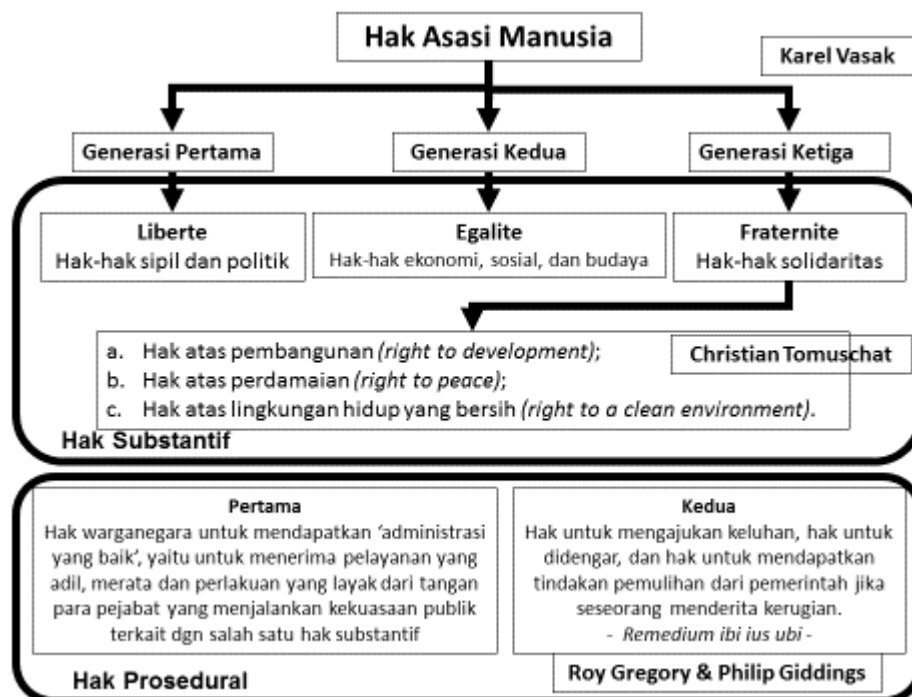 Hak Asasi Manusia
Karel Vasak
Generasi Pertama
Generasi Kedua
Generasi Ketiga
Liberte
Hak-hak sipil dan politik
Egalite
Hak-hak ekonomi, sosial, dan budaya
Fraternite
Hak-hak solidaritas
a. Hak atas pembangunan (right to development);
b. Hak atas perdamaian (right to peace);
c. Hak atas lingkungan hidup yang bersih (right to a clean environment).
Christian Tomuschat
Hak Substantif
Pertama
Hak warganegara untuk mendapatkan ‘administrasi
yang baik’, yaitu untuk menerima pelayanan yang
adil, merata dan perlakuan yang layak dari tangan
para pejabat yang menjalankan kekuasaan publik
terkait dgn salah satu hak substantif
Kedua
Hak untuk mengajukan keluhan, hak untuk
didengar, dan hak untuk mendapatkan
tindakan pemulihan dari pemerintah jika
seseorang menderita kerugian.
- Remedium ibi ius ubi -
Hak Prosedural
Roy Gregory & Philip Giddings